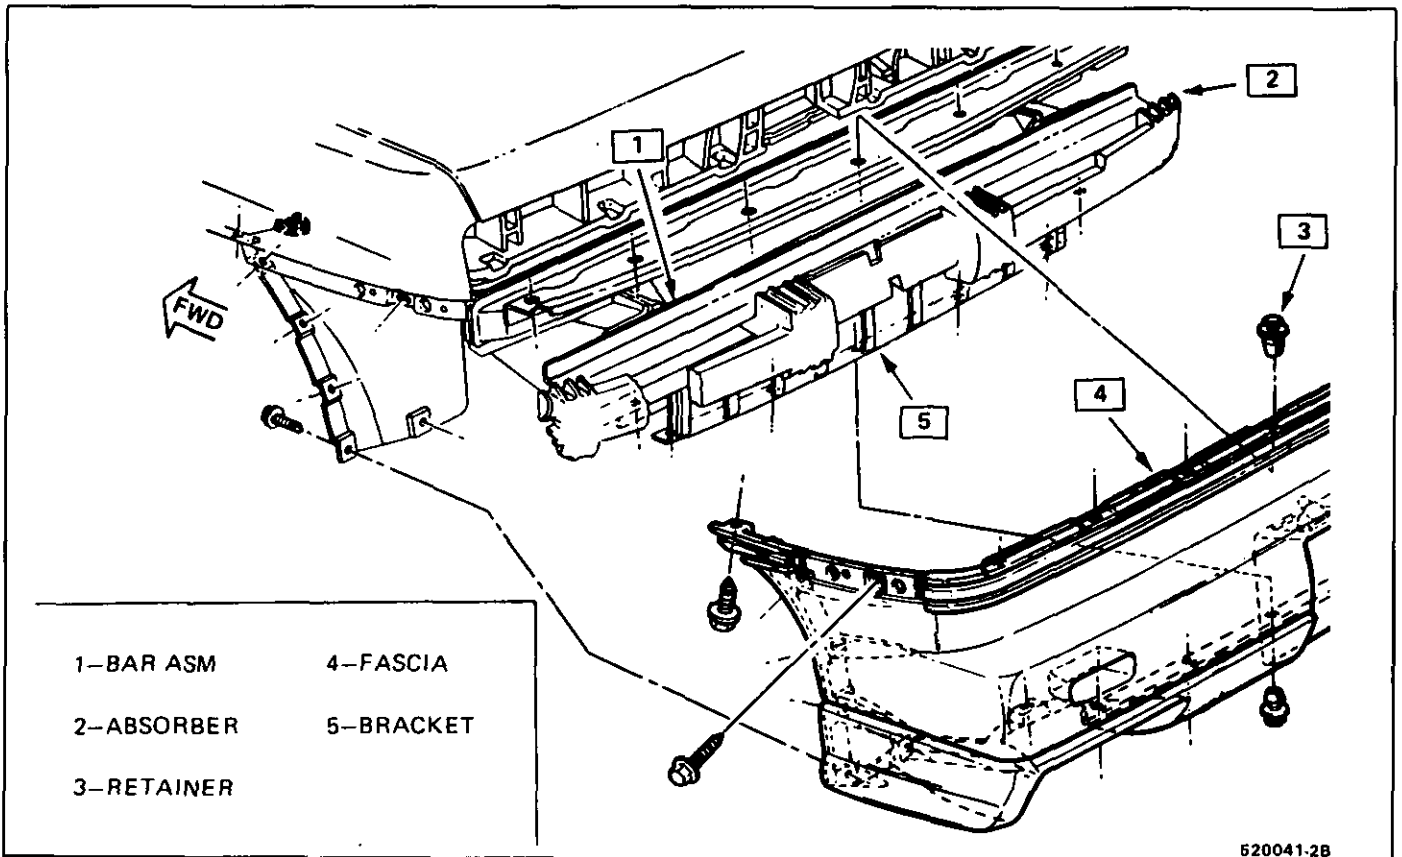 2
1
3
FWD
4
5
1–BAR ASM
4–FASCIA
2–ABSORBER
5–BRACKET
3–RETAINER
520041-2B